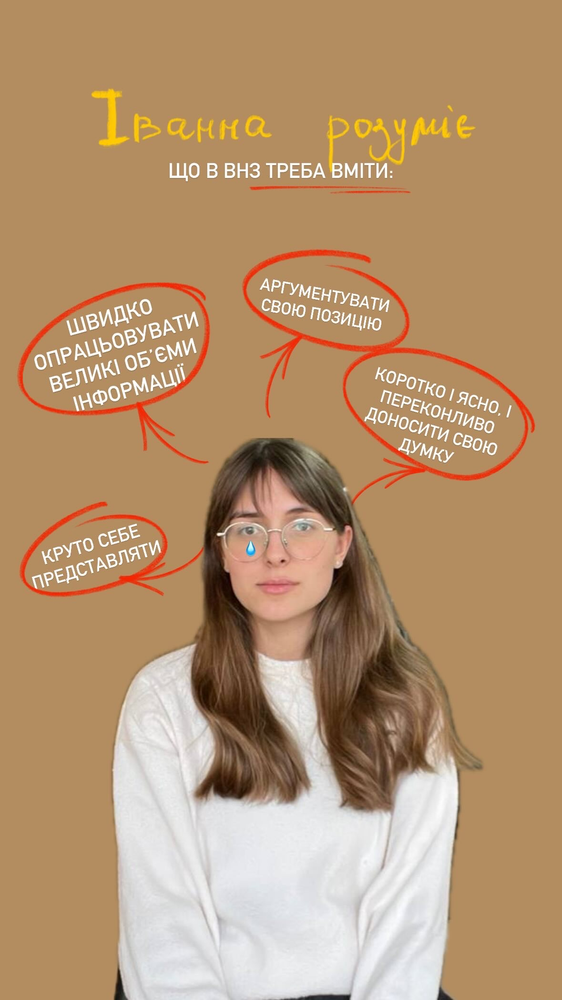 Іванна розуміє
ЩО В ВНЗ ТРЕБА ВМІТИ:
АРГУМЕНТУВАТИ
СВОЮ ПОЗИЦІЮ
ШВИДКО
ОПРАЦЬОВУВАТИ
ВЕЛИКІ ОБ'ЄМИ
ІНФОРМАЦІЇ
КОРОТКО І ЯСНО, І
ПЕРЕКОНЛИВО
ДОНОСИТИ СВОЮ
ДУМКУ
КРУТО СЕБЕ
ПРЕДСТАВЛЯТИ